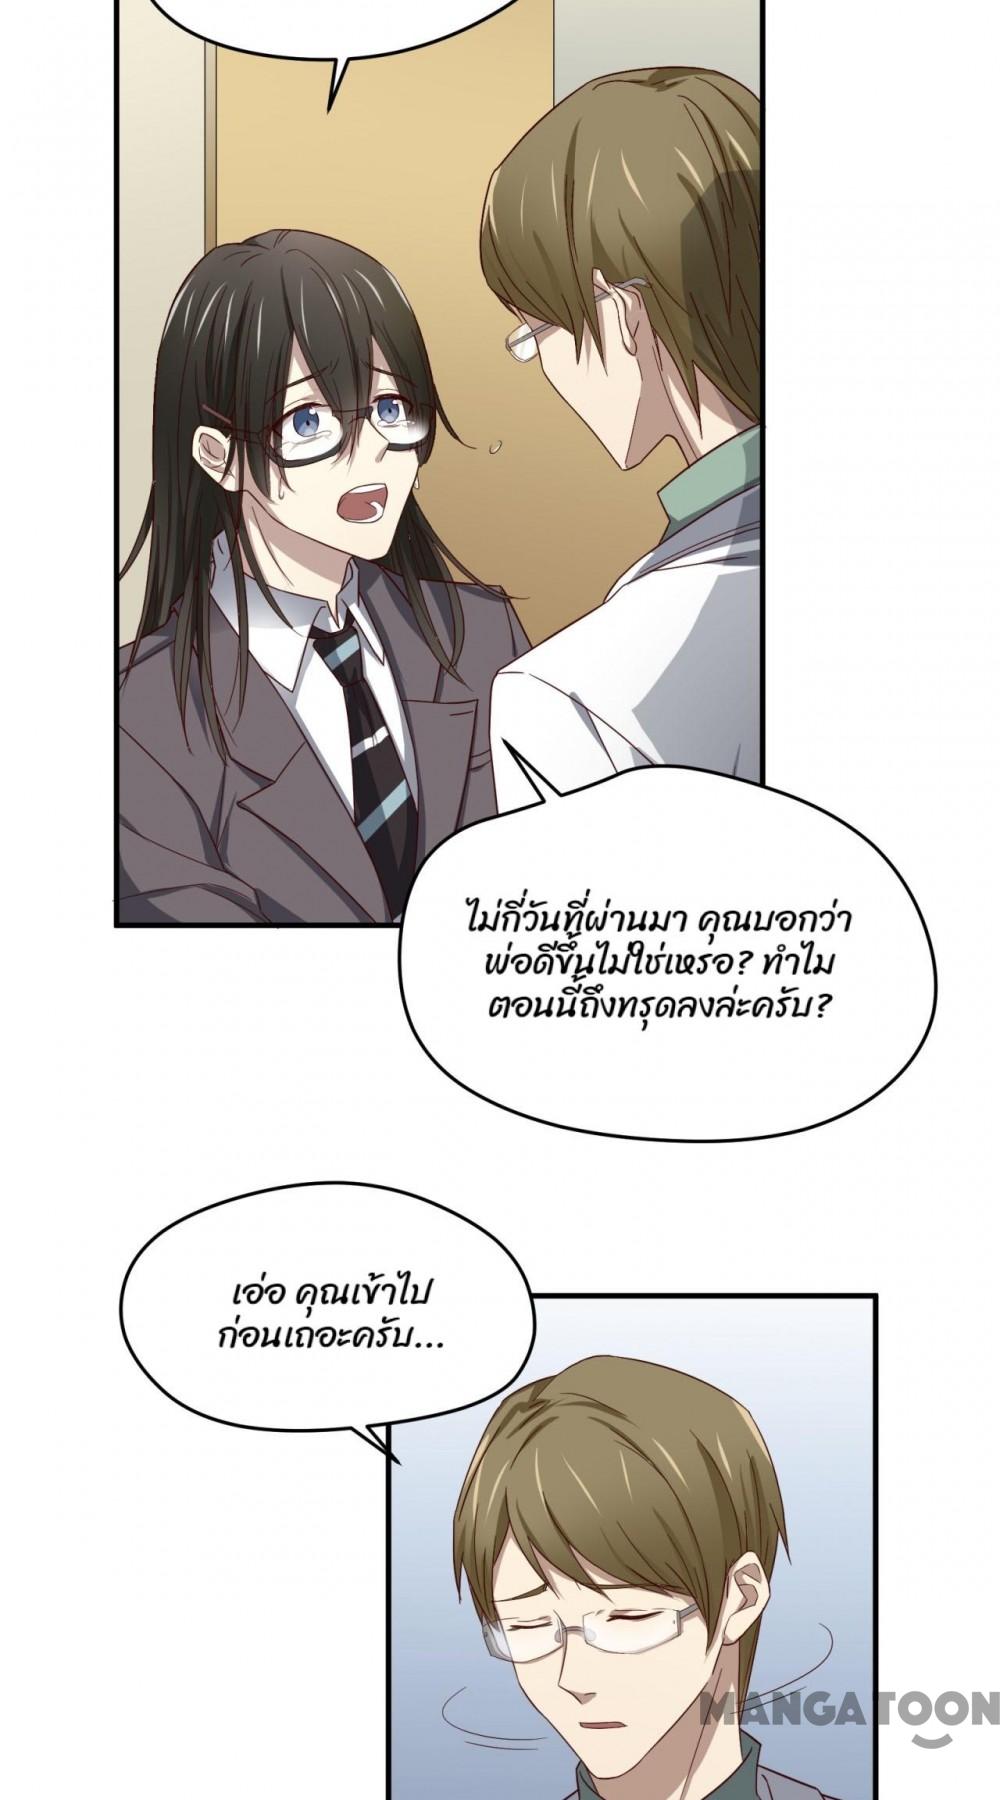 ไม่กี่วันที่ผ่านมา คุณบอกว่า
พ่อดีขึ้นไม่ใช่เหรอ? ทำไม
ตอนนี้ถึงทรุดลงล่ะครับ?
เอ่อ คุณเข้าไป
ก่อนเถอะครับ...
MANGATOON